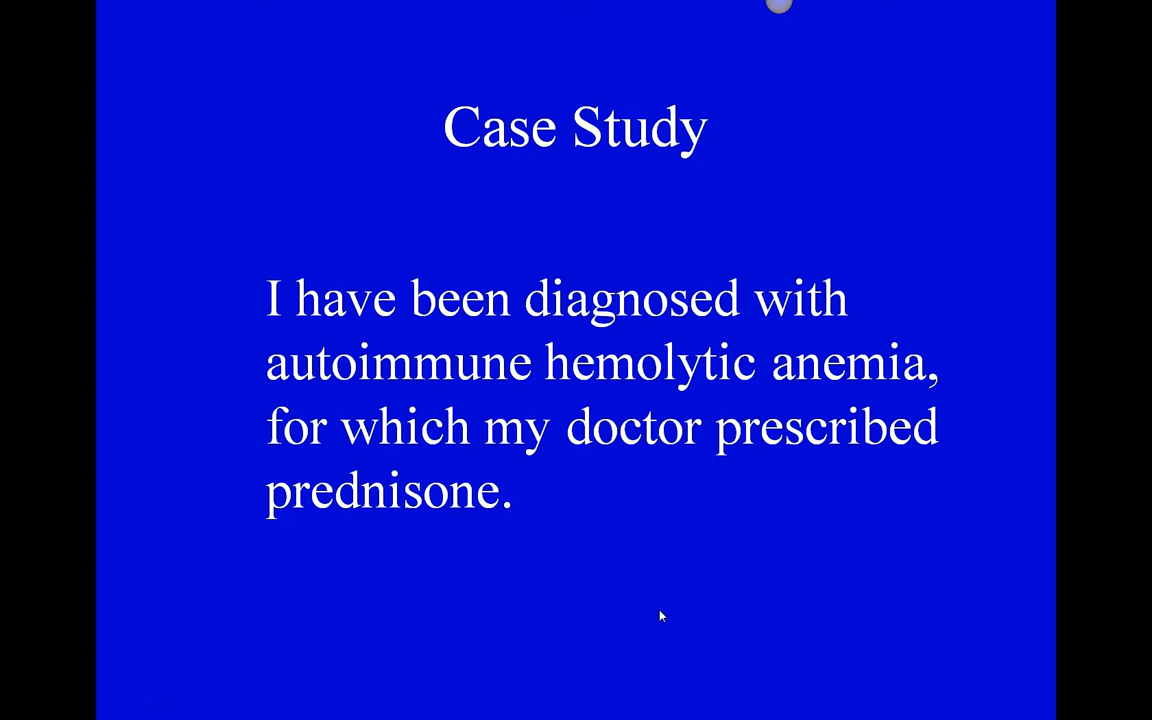 Case Study
I have been diagnosed with
autoimmune hemolytic anemia,
for which my doctor prescribed
prednisone.